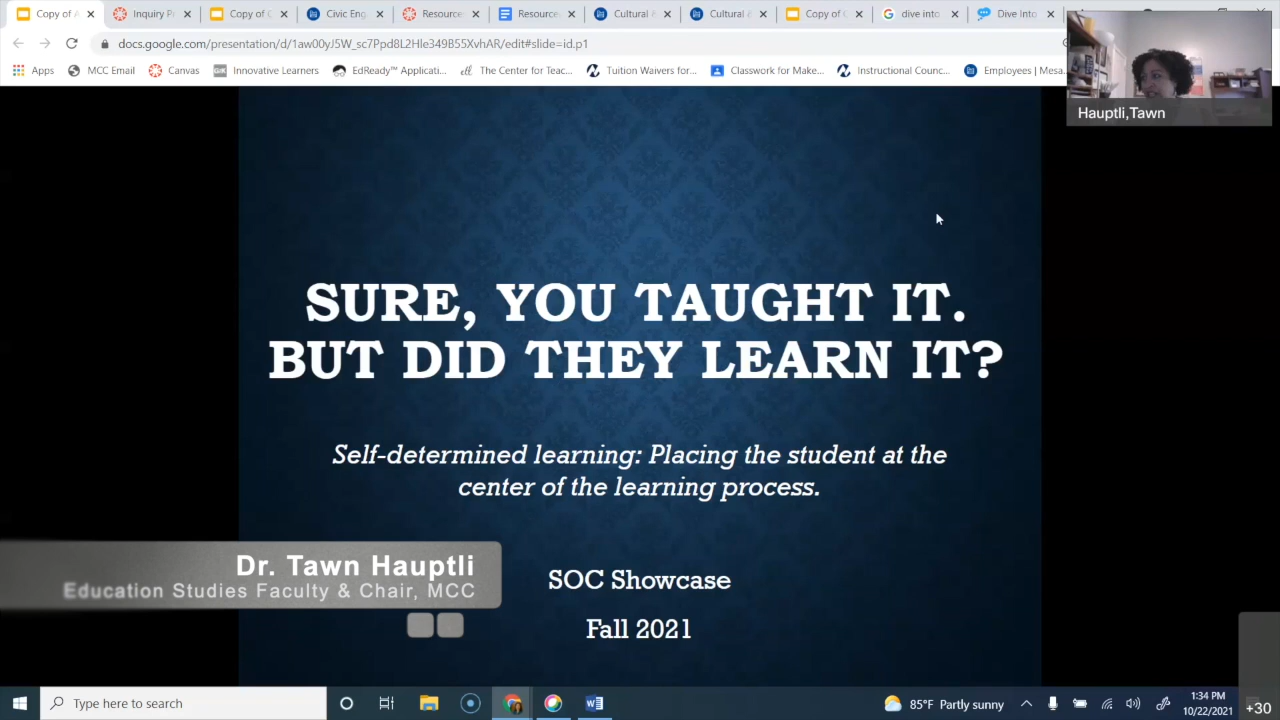 Copy of A
Inquiry P
Copy of C
Civic Eng
Resource
Resource
Cultural
Cultural &
Copy of C
dive into
Dive Into
docs.google.com/presentation/d/1aw00yJ5W_sc3Ppd8L2Hle349B55XvhAR/edit#slide=id.p1
Apps
MCC Email
Canvas
Innovative Learners
EdReady™ Applicati...
The Center for Teac...
Tuition Waivers for...
Classwork for Make...
Instructional Counc...
Employees | Mesa
Hauptli,Tawn
SURE, YOU TAUGHT IT.
BUT DID THEY LEARN IT?
Self-determined learning: Placing the student at the
center of the learning process.
Dr. Tawn Hauptli
Education Studies Faculty & Chair, MCC
SOC Showcase
Fall 2021
Type here to search
85°F Partly sunny
1:34 PM
10/22/2021
+30